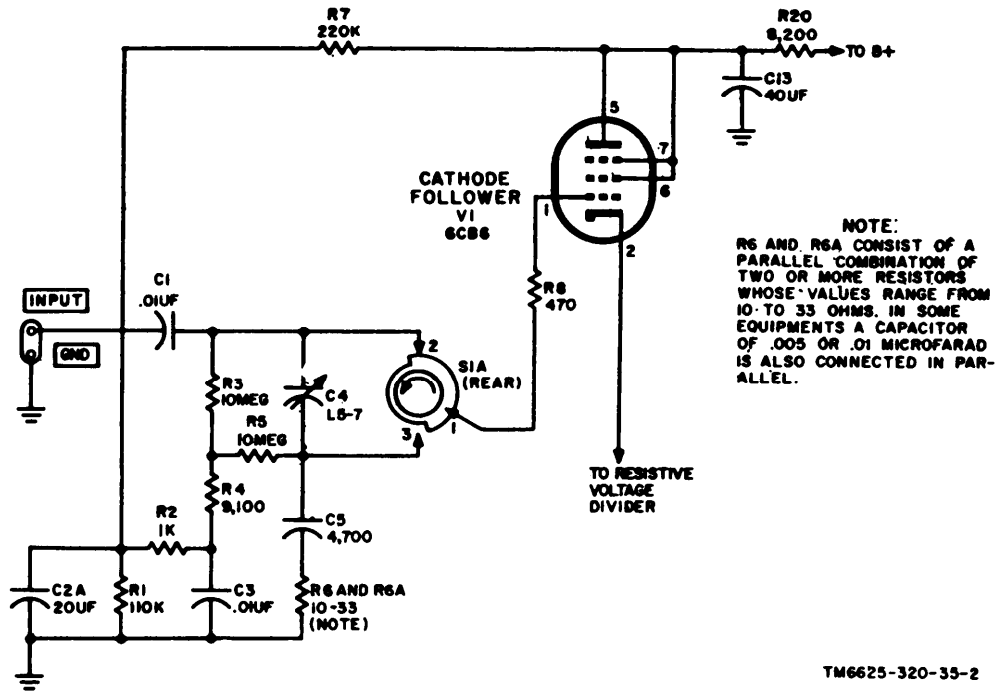 R7
220K
R20
8,200
TO B+
C13
40UF
5
7
6
CATHODE
FOLLOWER
V1
6CB6
1
2
NOTE:
R6 AND R6A CONSIST OF A
PARALLEL COMBINATION OF
TWO OR MORE RESISTORS
WHOSE VALUES RANGE FROM
10 TO 33 OHMS. IN SOME
EQUIPMENTS A CAPACITOR
OF .005 OR .01 MICROFARAD
IS ALSO CONNECTED IN PAR-
ALLEL.
C1
.01UF
INPUT
GND
R8
470
2
S1A
(REAR)
R3
10MEG
C4
1.5-7
R5
10MEG
3
1
R4
9,100
TO RESISTIVE
VOLTAGE
DIVIDER
R2
1K
C5
4,700
C2A
20UF
R1
110K
C3
.01UF
R6 AND R6A
10-33
(NOTE)
TM6625-320-35-2